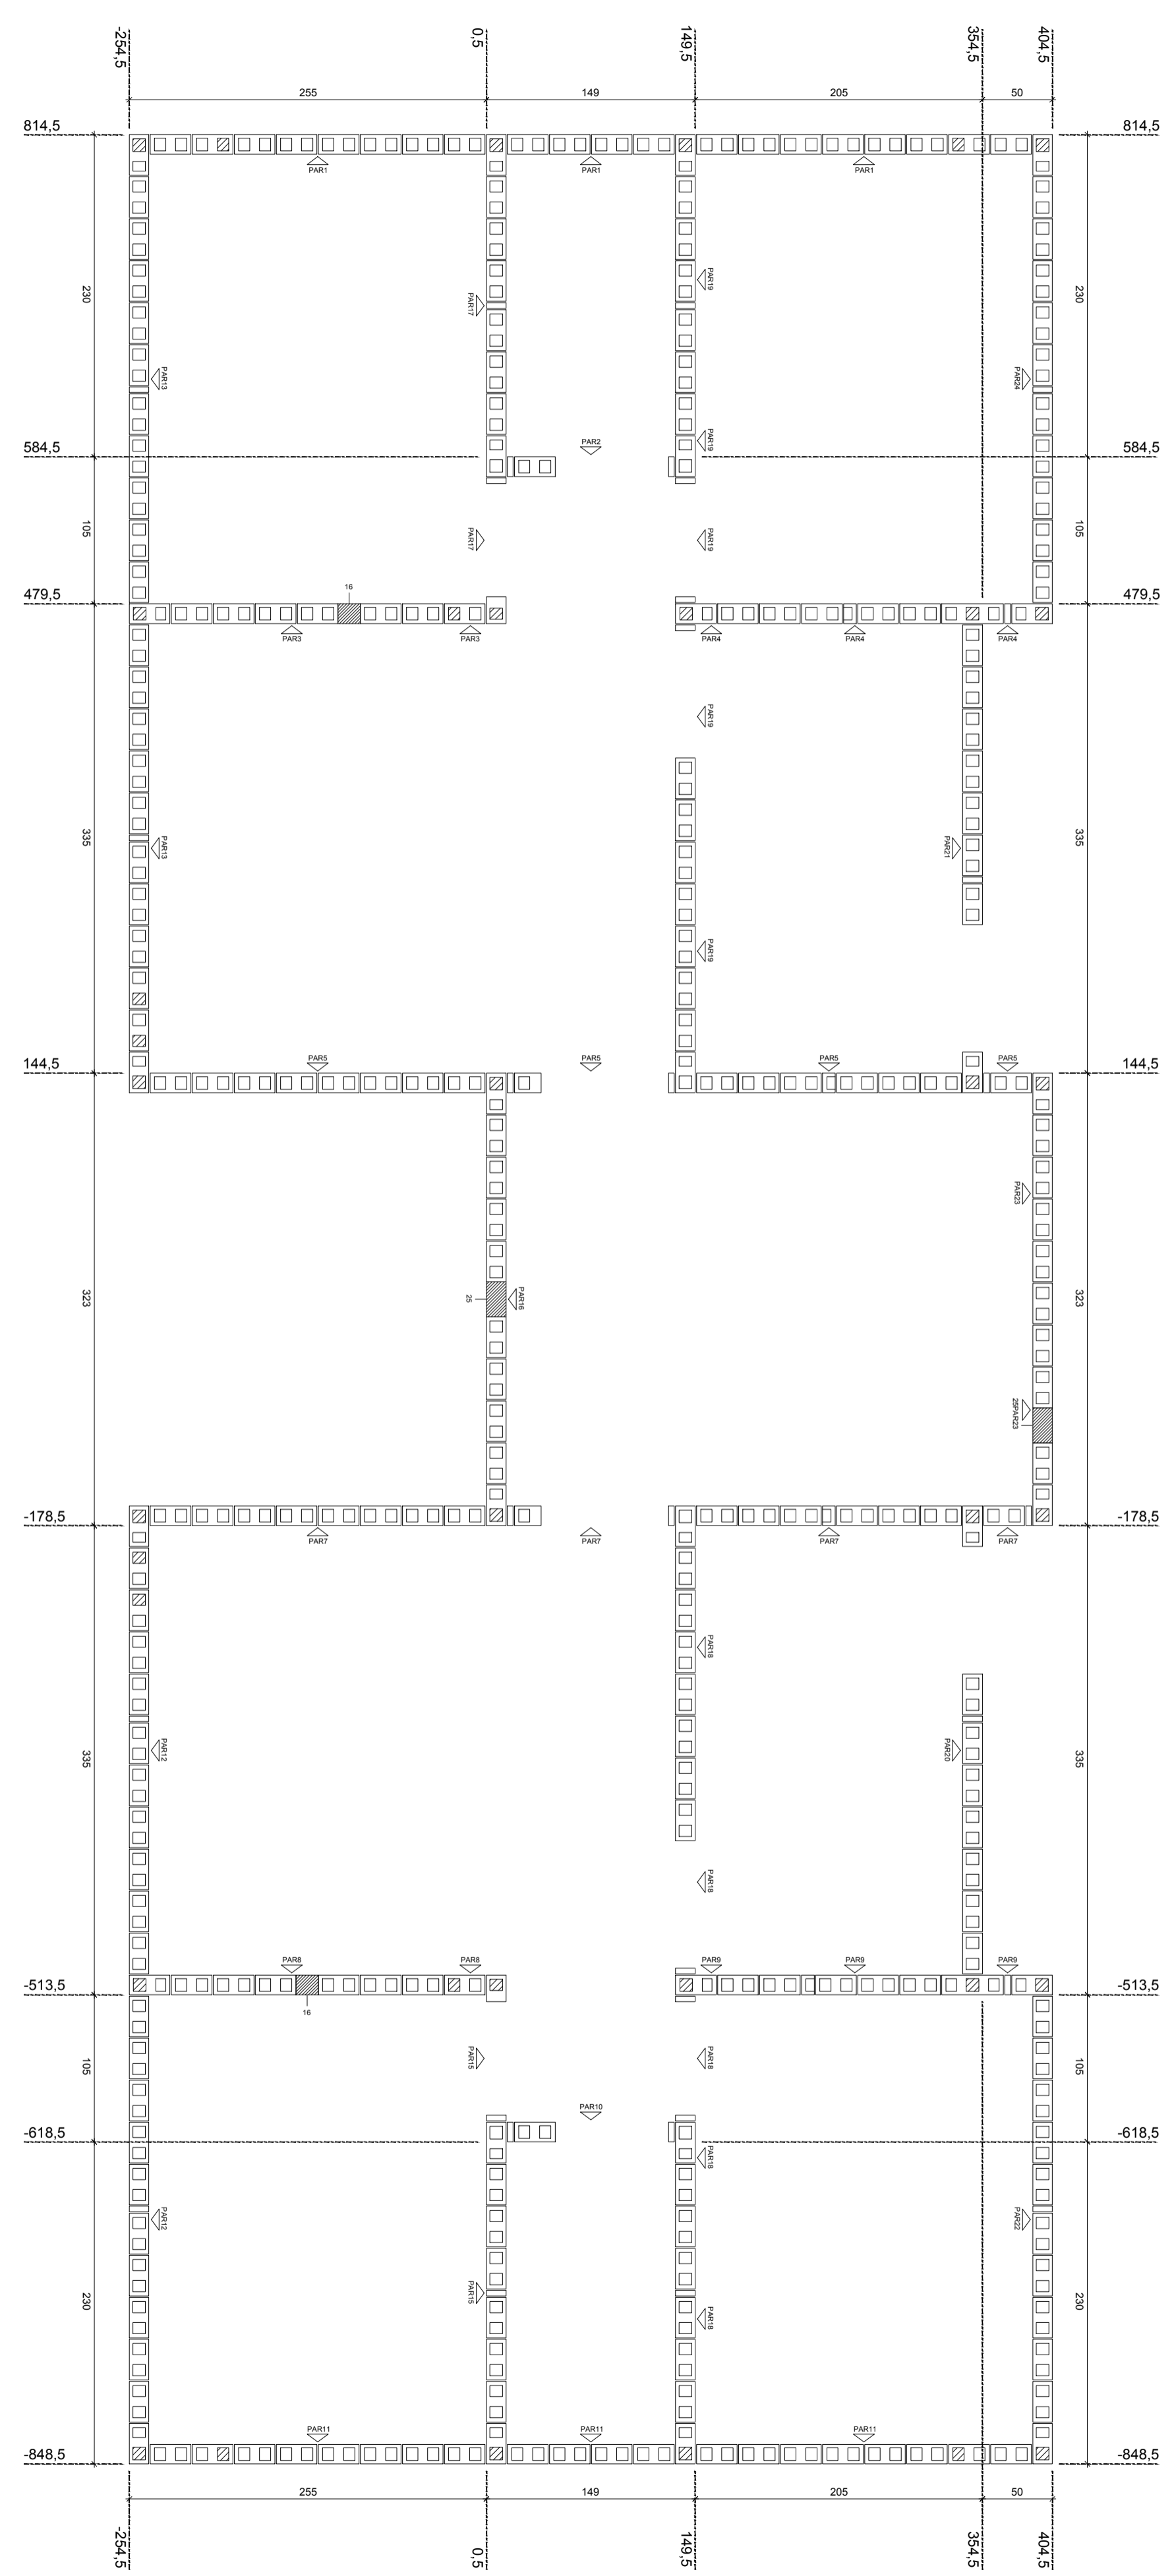 -254,5 0,5 149,5 354,5 404,5
255 149 205 50
814,5 814,5
PAR1 PAR1 PAR1
230 PAR17 PAR19 230
PAR13 PAR24
PAR2 PAR19
584,5 584,5
105 PAR17 PAR19 105
16
479,5 479,5
PAR3 PAR3 PAR4 PAR4 PAR4
PAR19
335 PAR13 PAR21 335
PAR19
144,5 PAR5 PAR5 PAR5 PAR5 144,5
PAR23
323 25 PAR16 323
25PAR23
-178,5 -178,5
PAR7 PAR7 PAR7 PAR7
PAR18
335 PAR12 PAR20 335
PAR18
PAR8 PAR8 PAR9 PAR9 PAR9
-513,5 -513,5
16
105 PAR15 PAR18 105
PAR10
-618,5 -618,5
PAR18
PAR12 PAR22
230 PAR15 PAR18 230
PAR11 PAR11 PAR11
-848,5 -848,5
255 149 205 50
-254,5 0,5 149,5 354,5 404,5